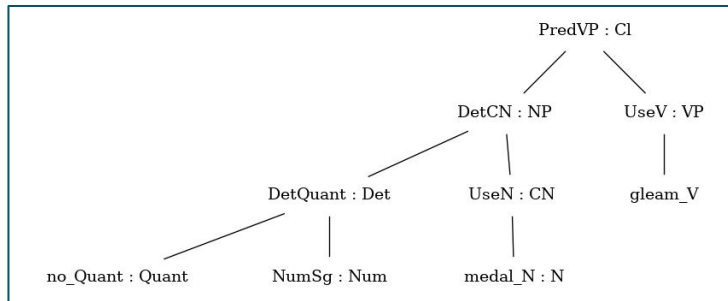 PredVP : Cl
DetCN : NP UseV : VP
DetQuant : Det UseN : CN gleam_V
no_Quant : Quant NumSg : Num medal_N : N